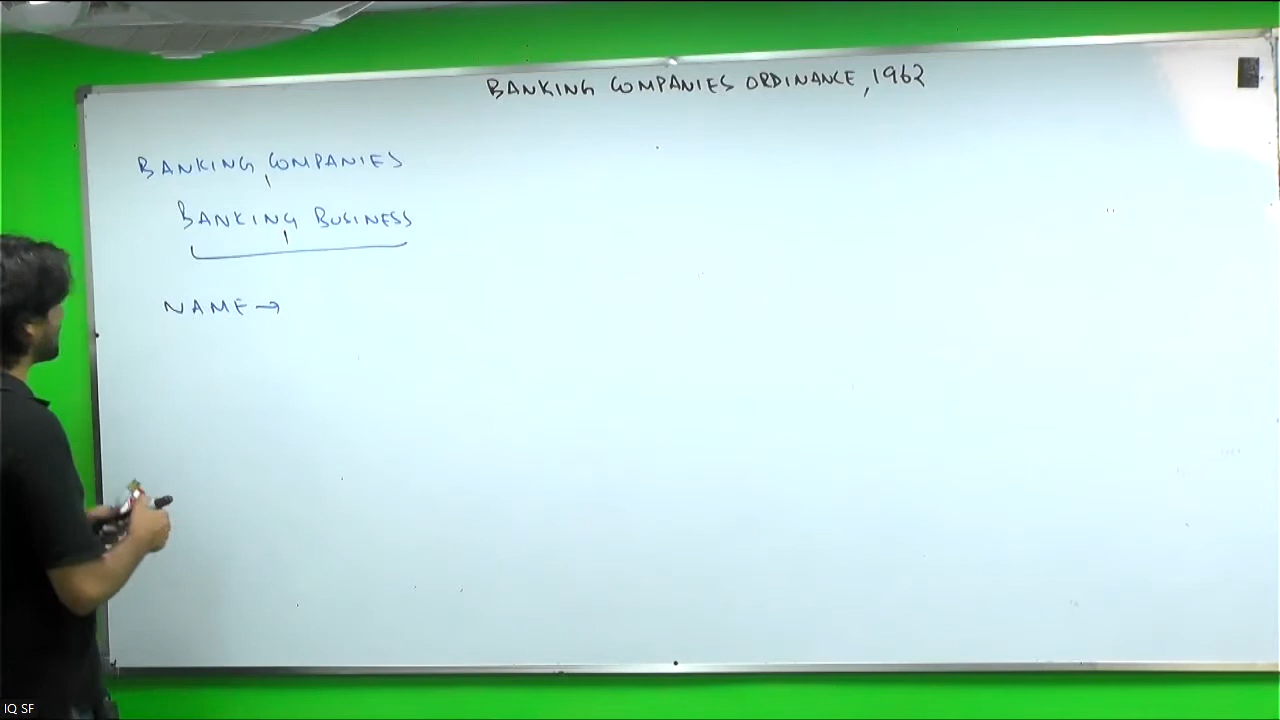 BANKING COMPANIES ORDINANCE, 1962
BANKING COMPANIES
BANKING BUSINESS
NAME →
IQ SF